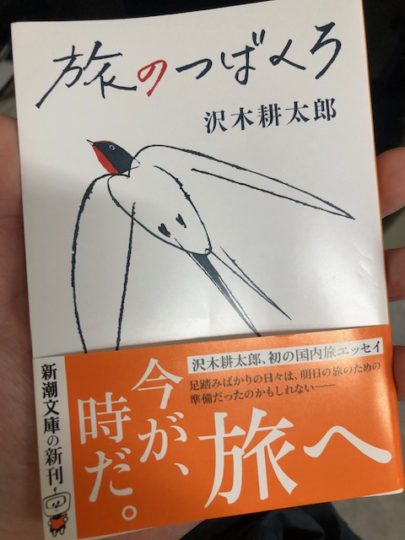 旅のつばくろ
沢木耕太郎
沢木耕太郎、初の国内旅エッセイ
足踏みばかりの日々は、明日の旅のための
準備だったのかもしれない――
今が、
時だ。
旅へ
新潮文庫の新刊